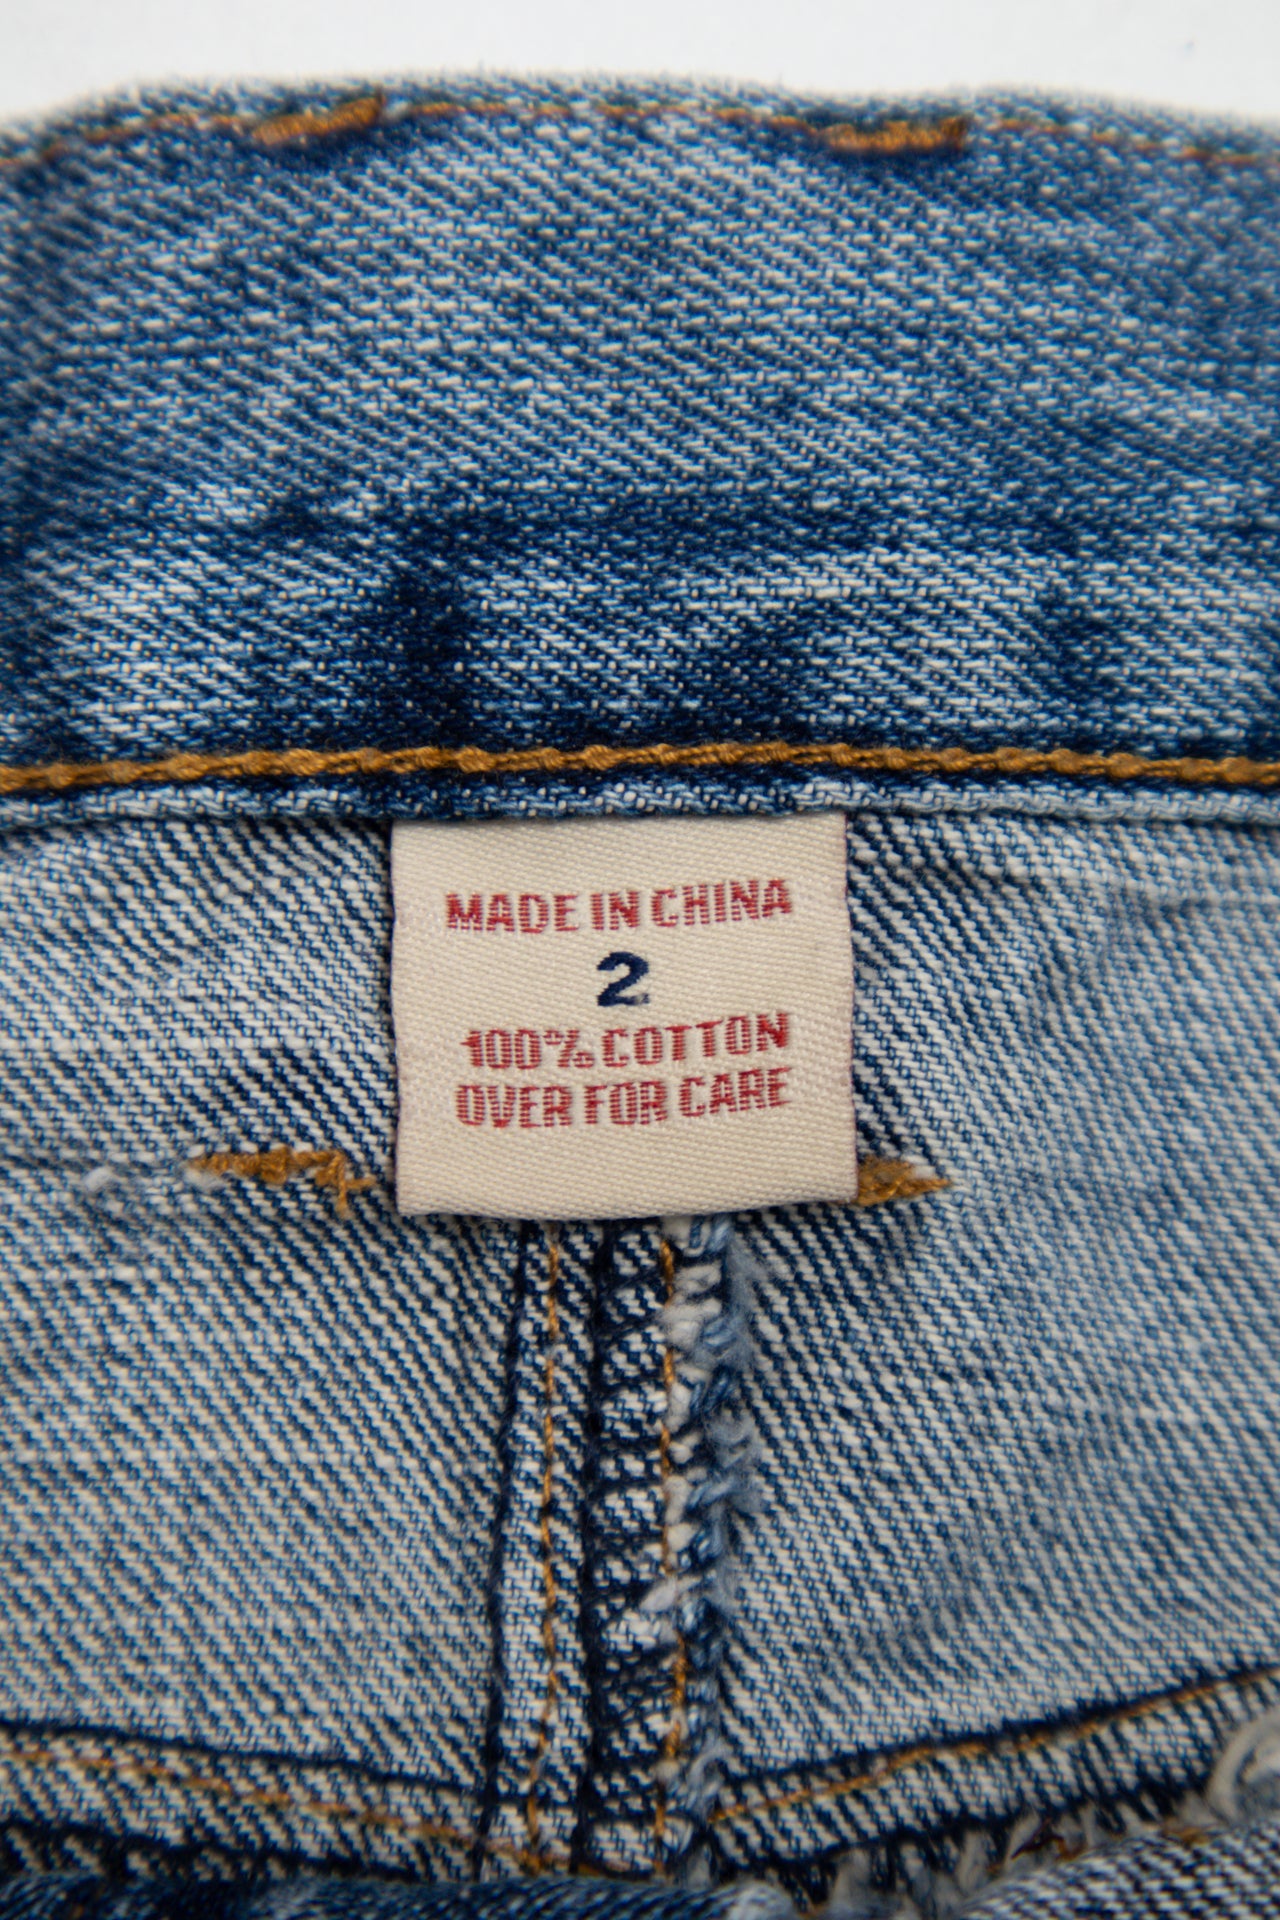 MADE IN CHINA
2
100% COTTON
OVER FOR CARE